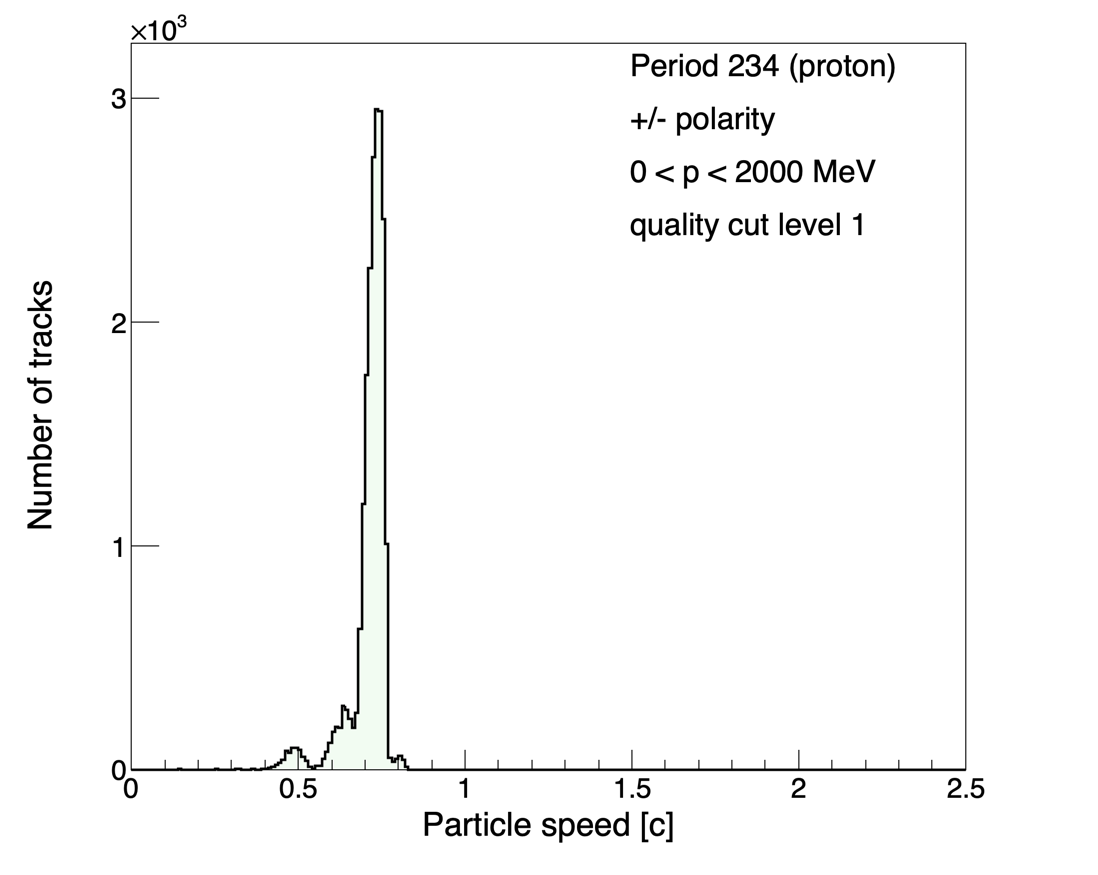 ×10³
Period 234 (proton)
+/- polarity
0 < p < 2000 MeV
quality cut level 1
3
2
1
0
Number of tracks
0 0.5 1 1.5 2 2.5
Particle speed [c]